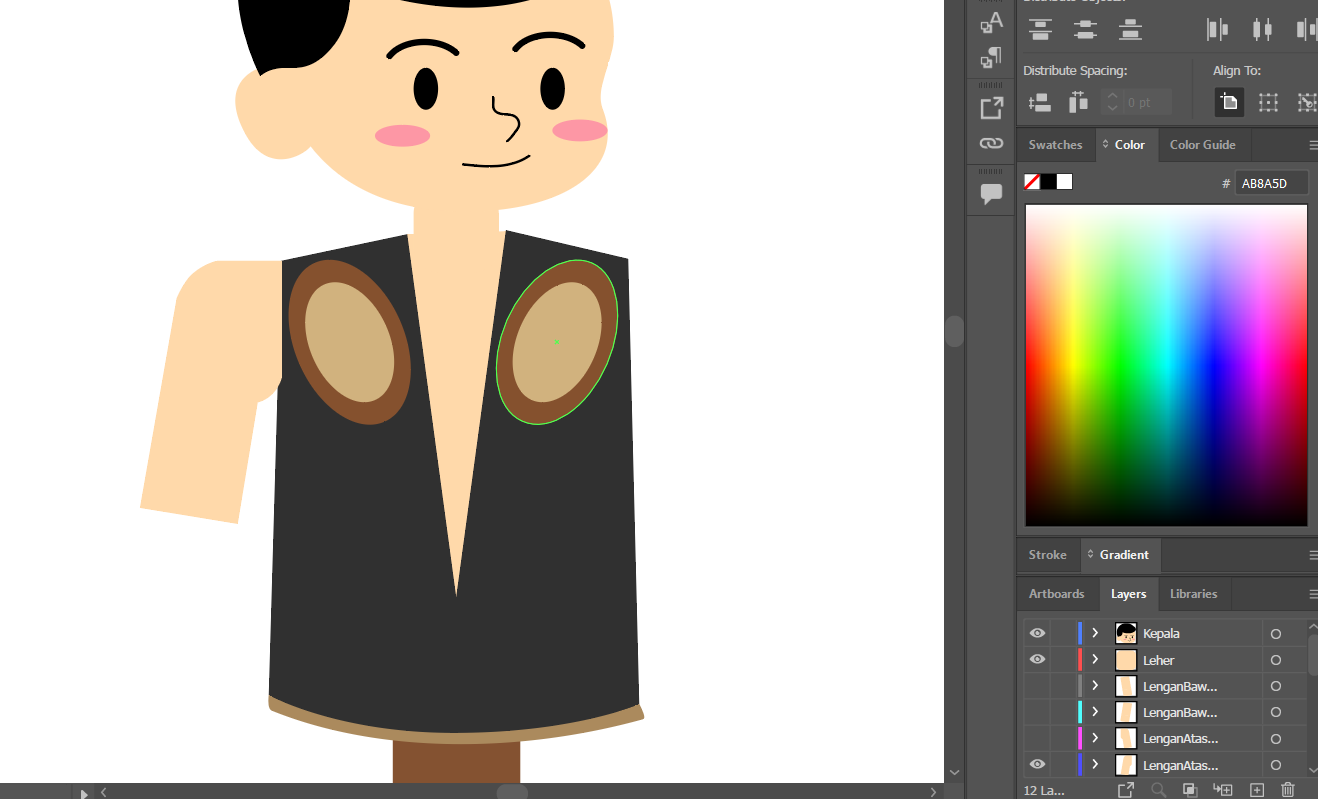 Distribute Spacing:
Align To:
0 pt
Swatches
Color
Color Guide
# AB8A5D
Stroke
Gradient
Artboards
Layers
Libraries
Kepala
Leher
LenganBaw...
LenganBaw...
LenganAtas...
LenganAtas...
12 La...